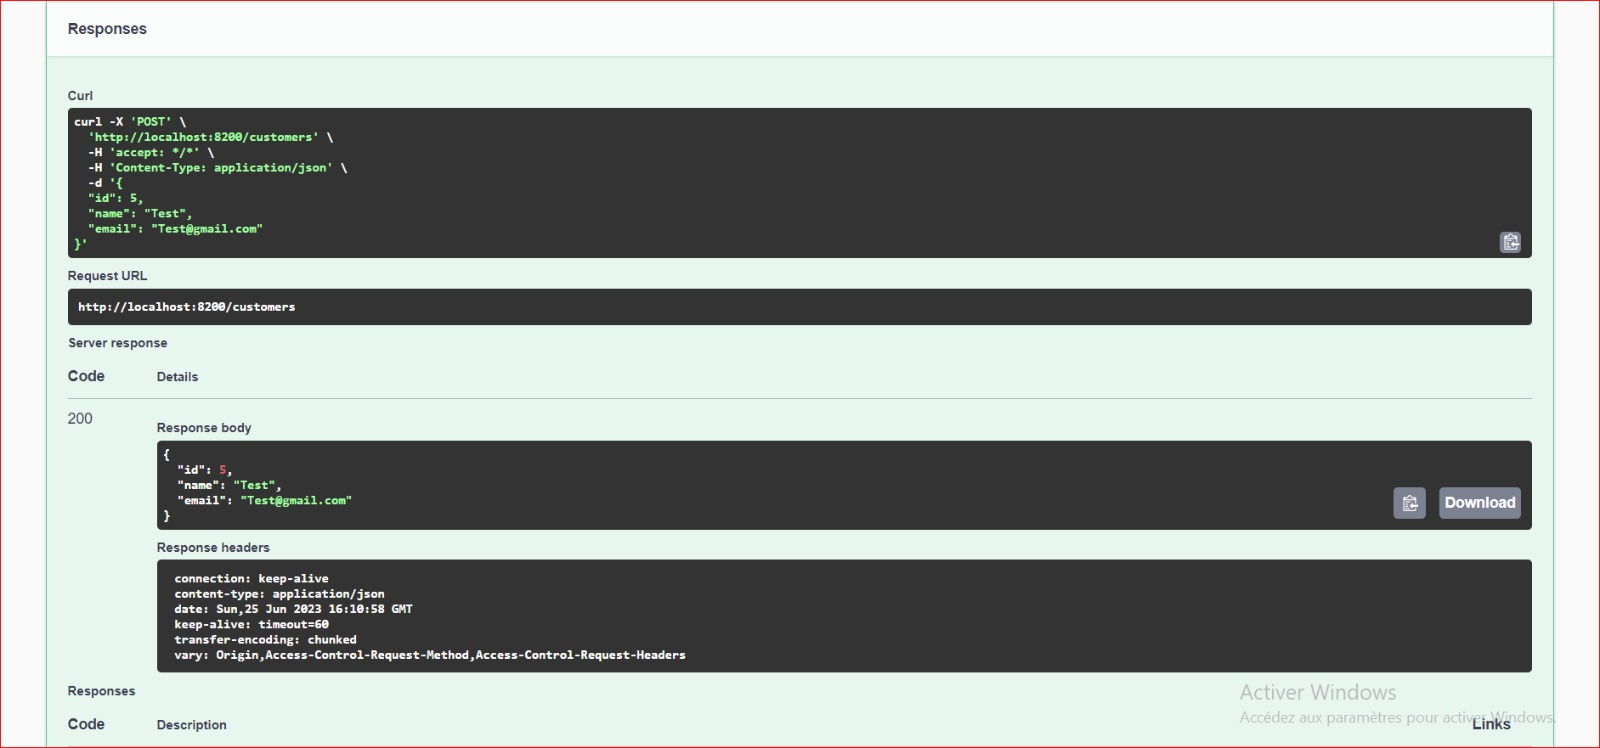 Responses
Curl
curl -X 'POST' \
'http://localhost:8200/customers' \
-H 'accept: */*' \
-H 'Content-Type: application/json' \
-d '{
"id": 5,
"name": "Test",
"email": "Test@gmail.com"
}'
Request URL
http://localhost:8200/customers
Server response
Code Details
200
Response body
{
"id": 5,
"name": "Test",
"email": "Test@gmail.com"
}
Download
Response headers
connection: keep-alive
content-type: application/json
date: Sun,25 Jun 2023 16:10:58 GMT
keep-alive: timeout=60
transfer-encoding: chunked
vary: Origin,Access-Control-Request-Method,Access-Control-Request-Headers
Responses
Activer Windows
Accédez aux paramètres pour activer Windows.
Code Description Links